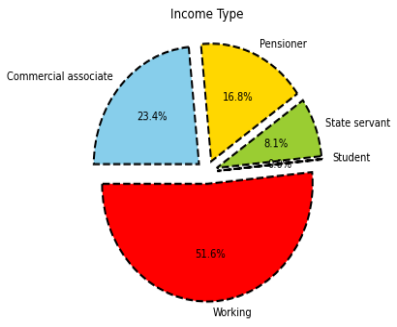 Income Type
Pensioner
Commercial associate
16.8%
23.4%
State servant
8.1%
Student
51.6%
Working